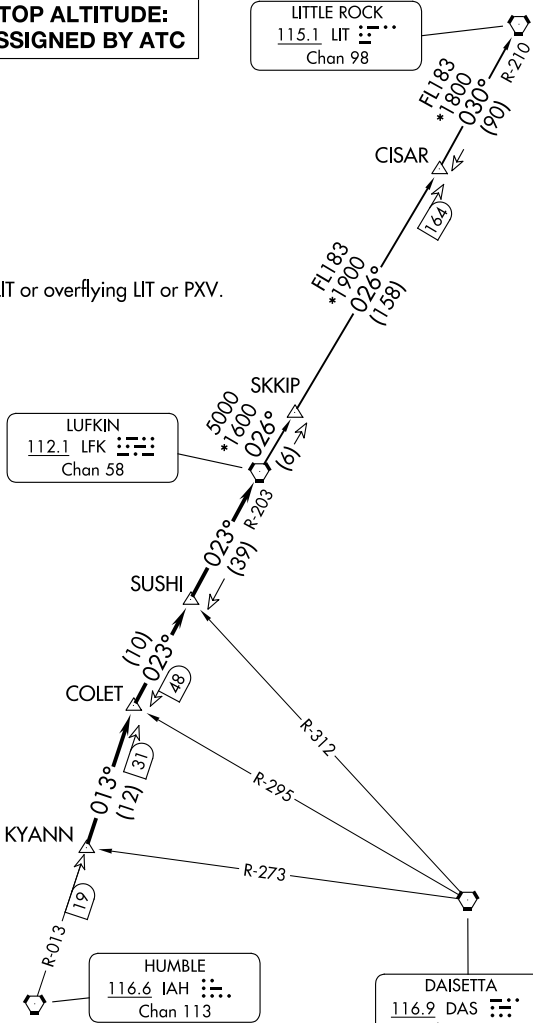 TOP ALTITUDE:
ASSIGNED BY ATC
LITTLE ROCK
115.1 LIT
Chan 98
R-210
FL183
*1800
030°
(90)
CISAR
164
LIT or overflying LIT or PXV.
FL183
*1900
026°
(158)
SKKIP
5000
*1600
026°
(6)
LUFKIN
112.1 LFK
Chan 58
R-203
023°
(39)
SUSHI
(10)
023°
COLET
48
R-312
31
013°
(12)
R-295
KYANN
R-273
19
R-013
HUMBLE
116.6 IAH
Chan 113
DAISETTA
116.9 DAS